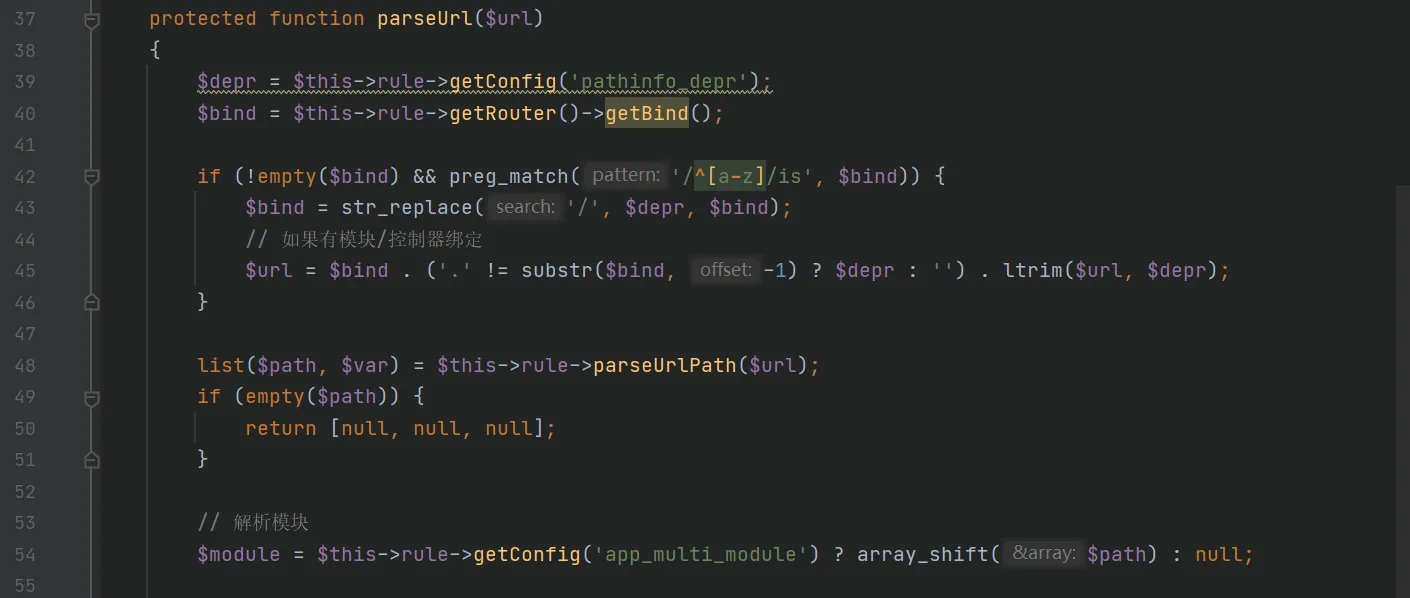 37 protected function parseUrl($url)
38 {
39 $depr = $this->rule->getConfig('pathinfo_depr');
40 $bind = $this->rule->getRouter()->getBind();
41
42 if (!empty($bind) && preg_match( pattern: '/^[a-z]/is', $bind)) {
43 $bind = str_replace( search: '/', $depr, $bind);
44 // 如果有模块/控制器绑定
45 $url = $bind . ('.' != substr($bind, offset: -1) ? $depr : '') . ltrim($url, $depr);
46 }
47
48 list($path, $var) = $this->rule->parseUrlPath($url);
49 if (empty($path)) {
50 return [null, null, null];
51 }
52
53 // 解析模块
54 $module = $this->rule->getConfig('app_multi_module') ? array_shift( &array: $path) : null;
55